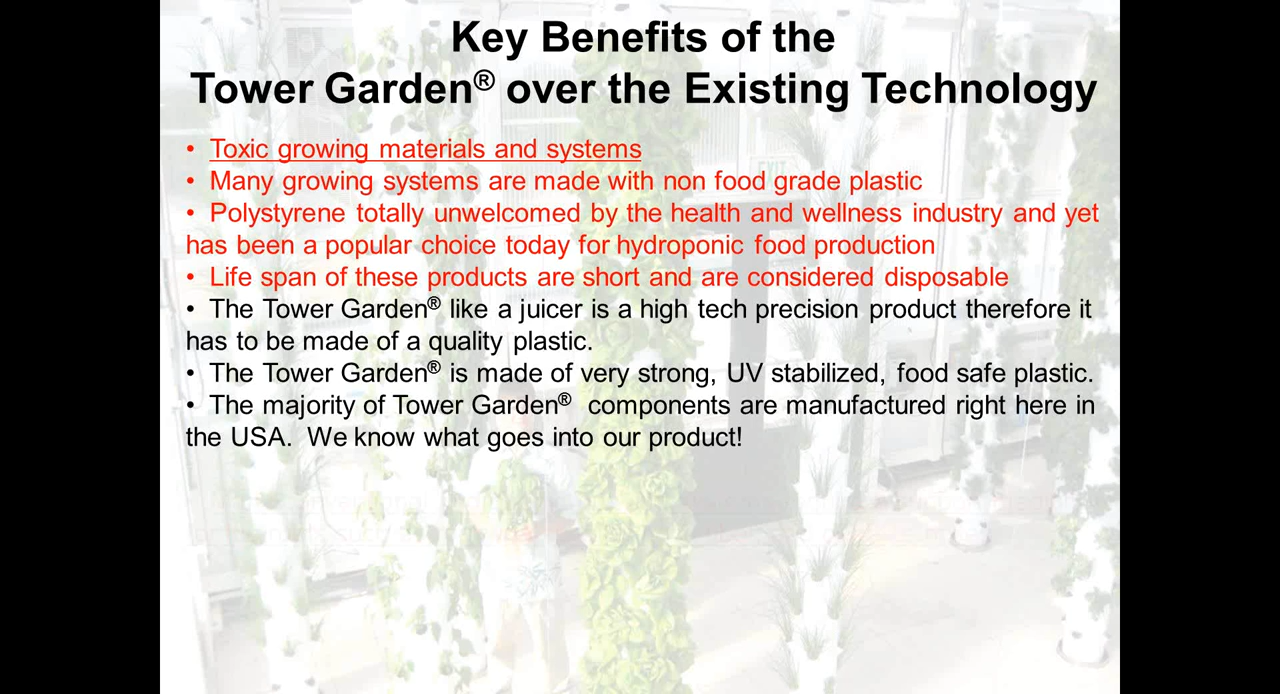 Key Benefits of the
Tower Garden® over the Existing Technology
• Toxic growing materials and systems
• Many growing systems are made with non food grade plastic
• Polystyrene totally unwelcomed by the health and wellness industry and yet
has been a popular choice today for hydroponic food production
• Life span of these products are short and are considered disposable
• The Tower Garden® like a juicer is a high tech precision product therefore it
has to be made of a quality plastic.
• The Tower Garden® is made of very strong, UV stabilized, food safe plastic.
• The majority of Tower Garden® components are manufactured right here in
the USA. We know what goes into our product!
EXIT